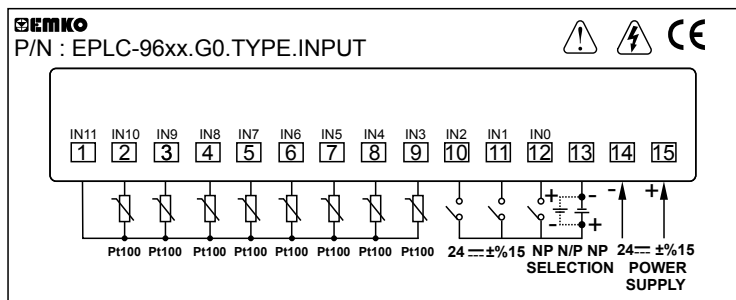 EMKO
P/N : EPLC-96xx.G0.TYPE.INPUT
CE
IN11 IN10 IN9 IN8 IN7 IN6 IN5 IN4 IN3 IN2 IN1 IN0
1 2 3 4 5 6 7 8 9 10 11 12 13 14 15
+ - - +
- +
Pt100 Pt100 Pt100 Pt100 Pt100 Pt100 Pt100 Pt100 24 ⎓ ±%15 NP N/P NP 24⎓ ±%15
SELECTION POWER
SUPPLY